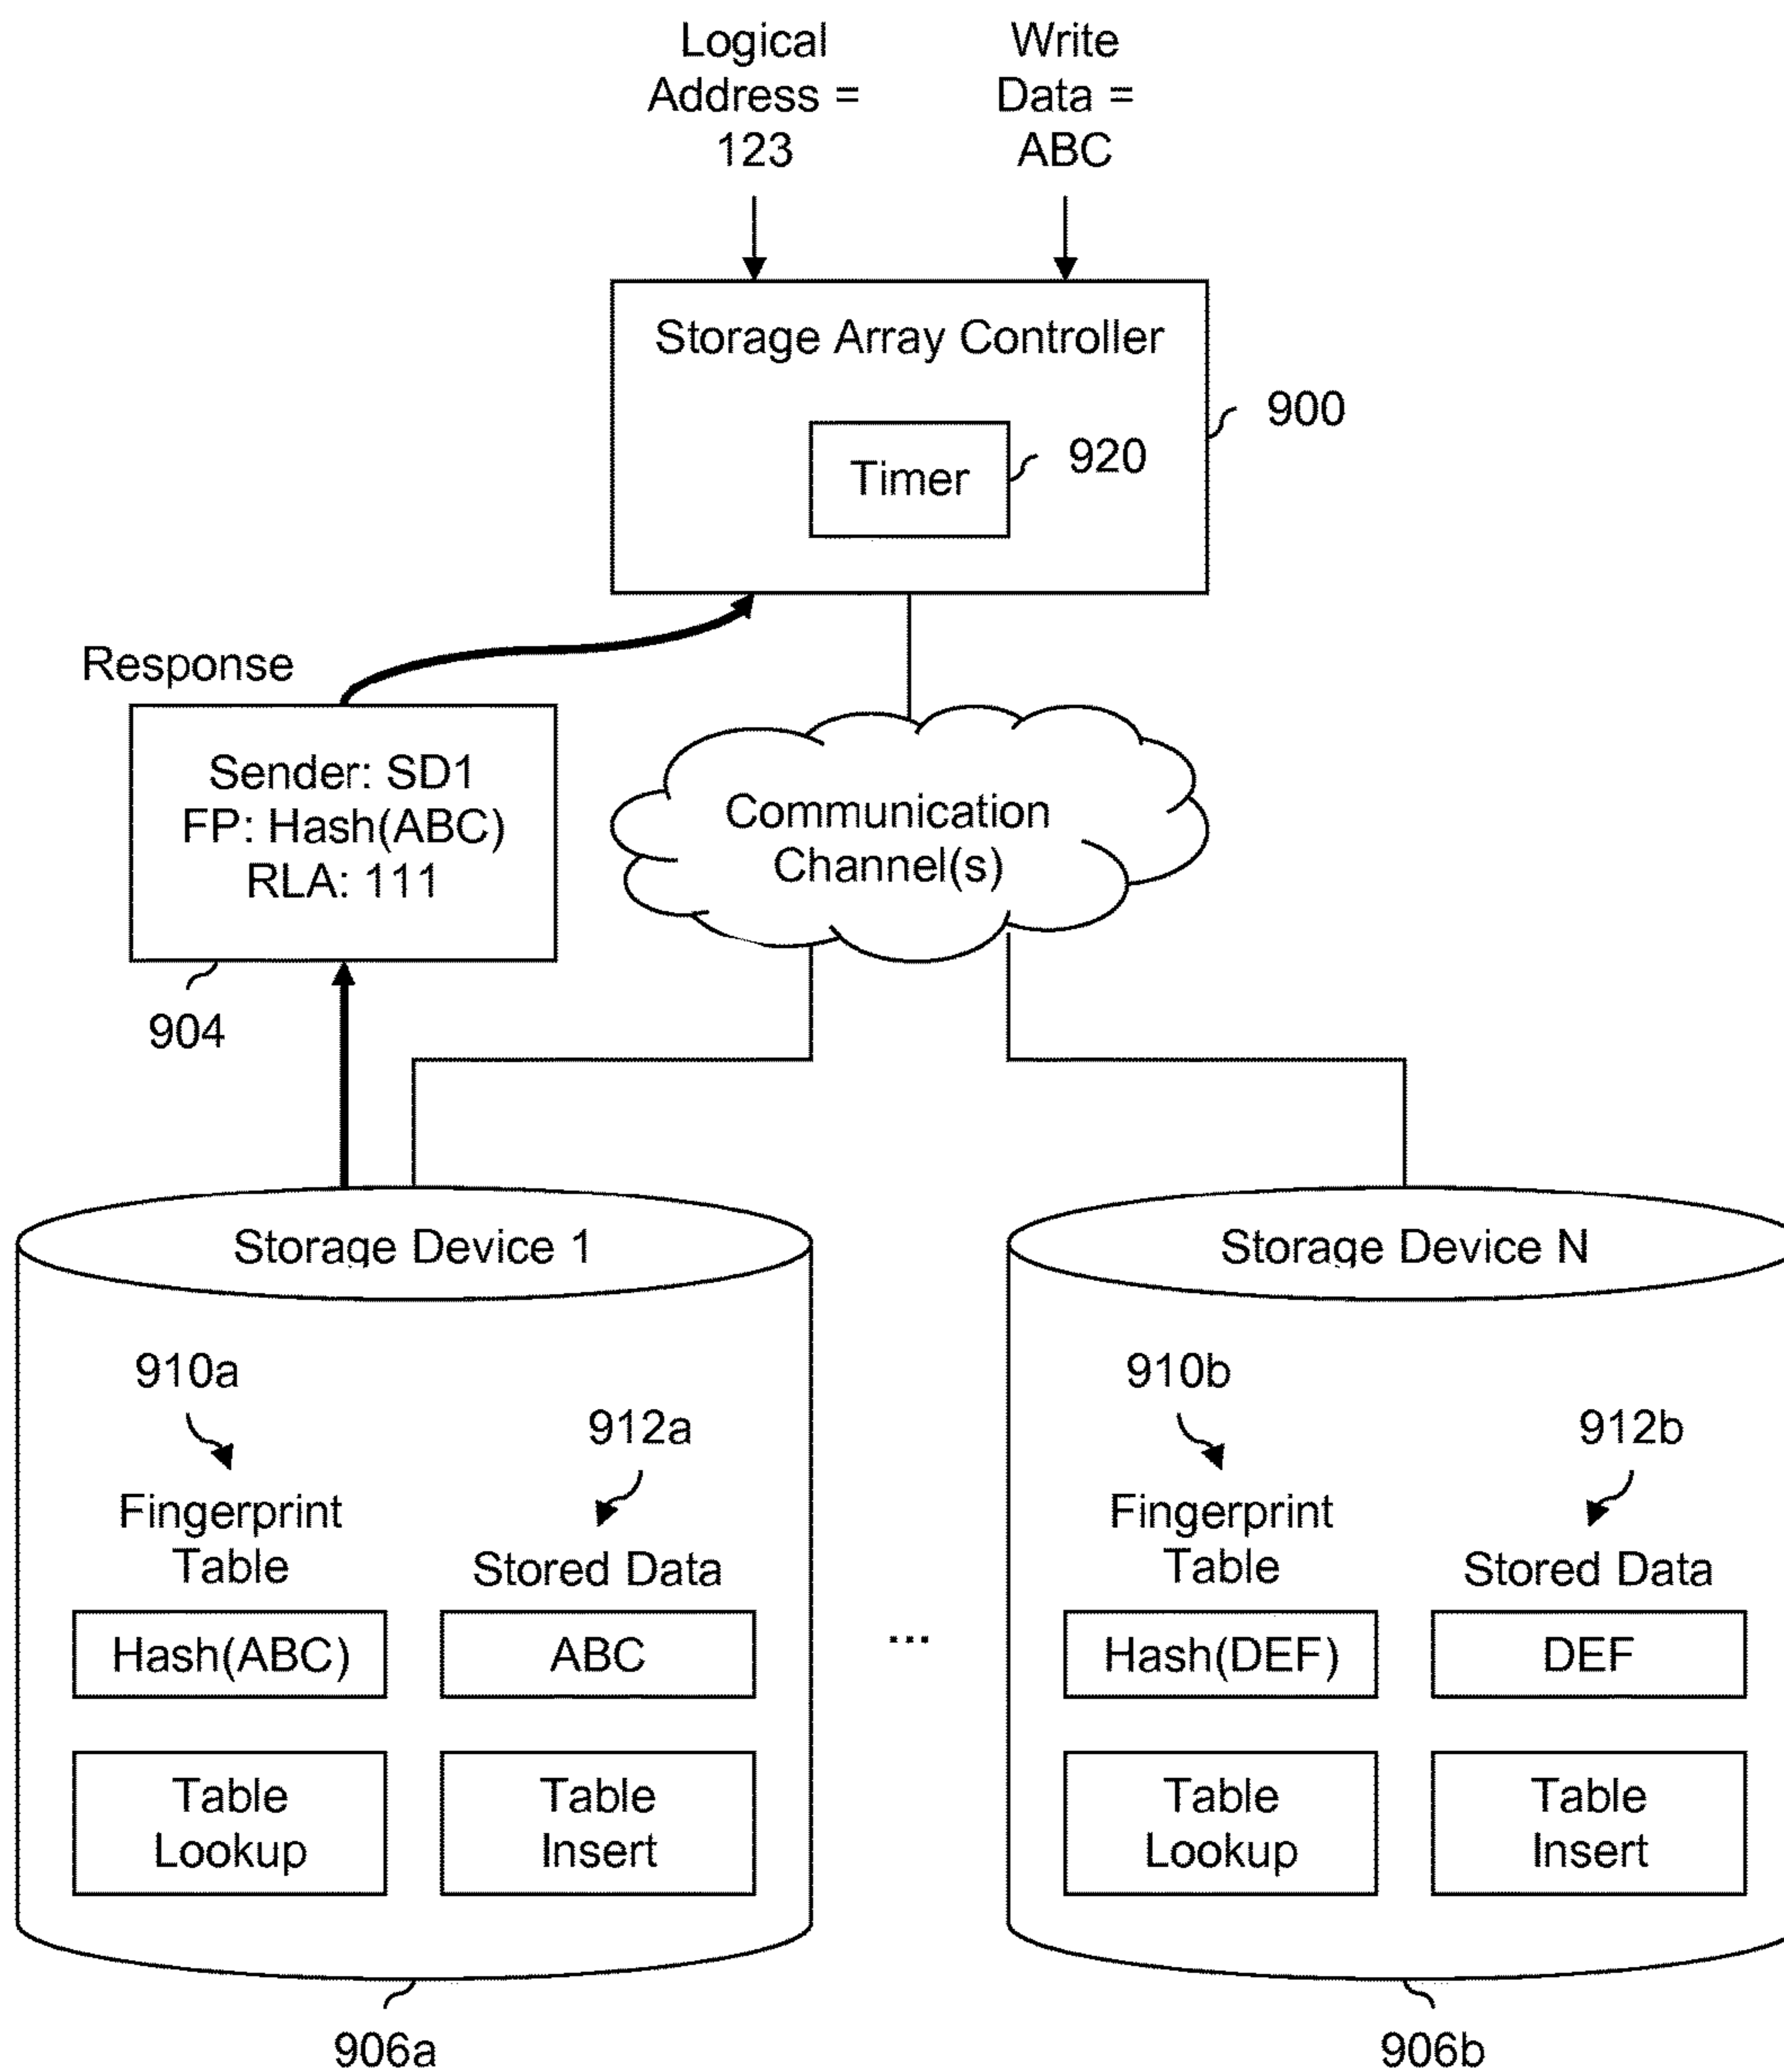 Logical
Address =
123
Write
Data =
ABC
Storage Array Controller
900
Timer
920
Response
Sender: SD1
FP: Hash(ABC)
RLA: 111
904
Communication
Channel(s)
Storage Device 1
910a
912a
Fingerprint
Table
Stored Data
Hash(ABC)
ABC
Table
Lookup
Table
Insert
906a
...
Storage Device N
910b
912b
Fingerprint
Table
Stored Data
Hash(DEF)
DEF
Table
Lookup
Table
Insert
906b